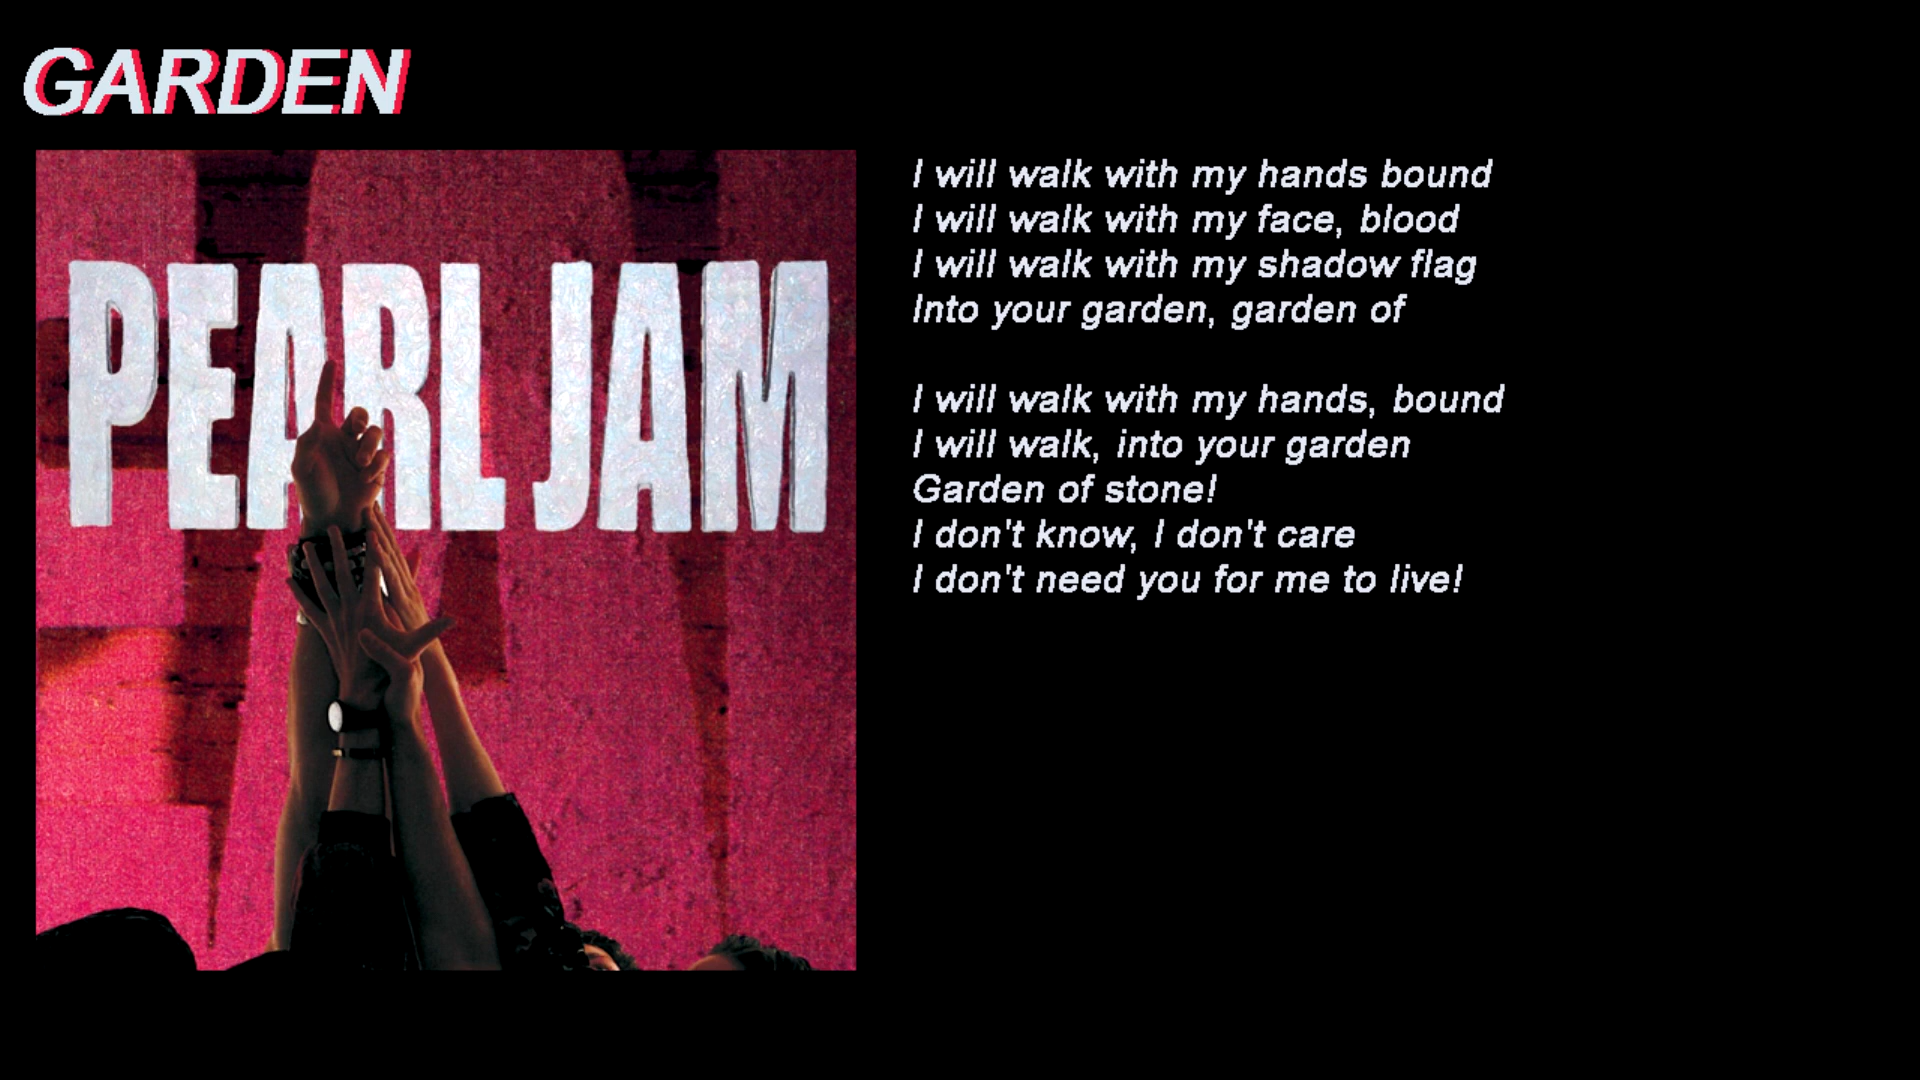 GARDEN
PEARL JAM
I will walk with my hands bound
I will walk with my face, blood
I will walk with my shadow flag
Into your garden, garden of

I will walk with my hands, bound
I will walk, into your garden
Garden of stone!
I don't know, I don't care
I don't need you for me to live!